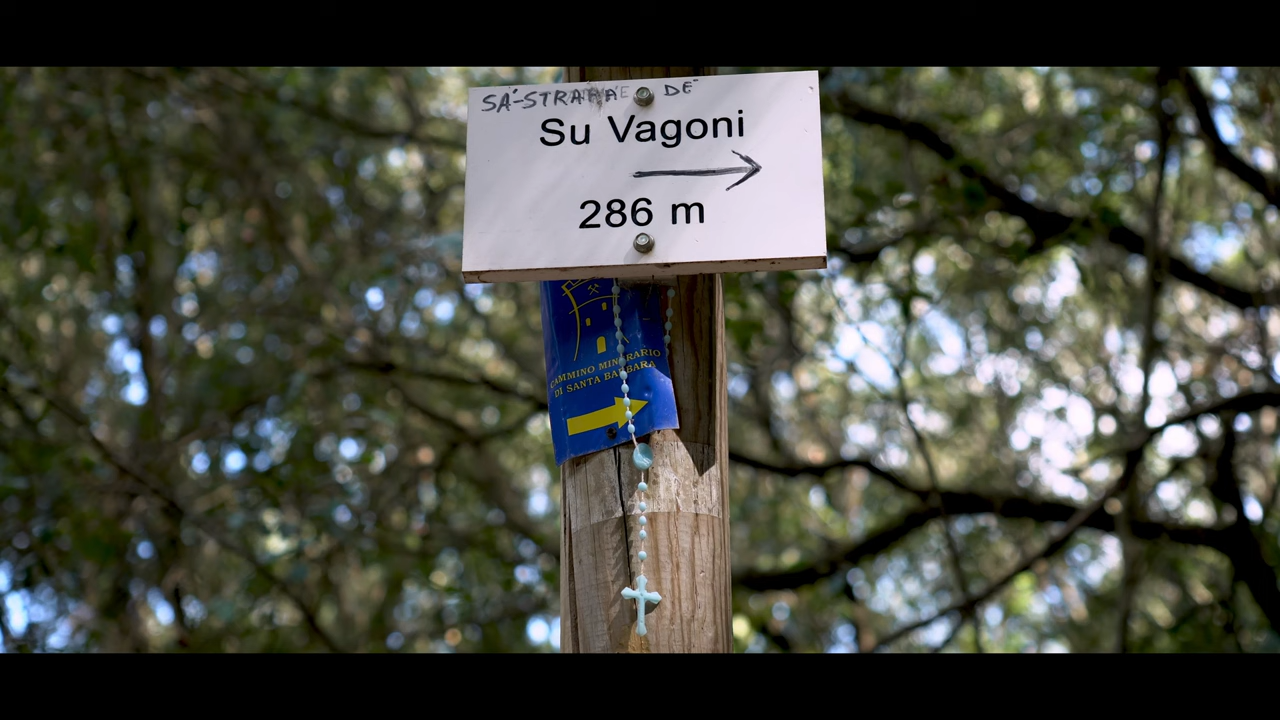 SA'-STRADA DE
Su Vagoni
286 m
CAMMINO MINERARIO
DI SANTA BARBARA